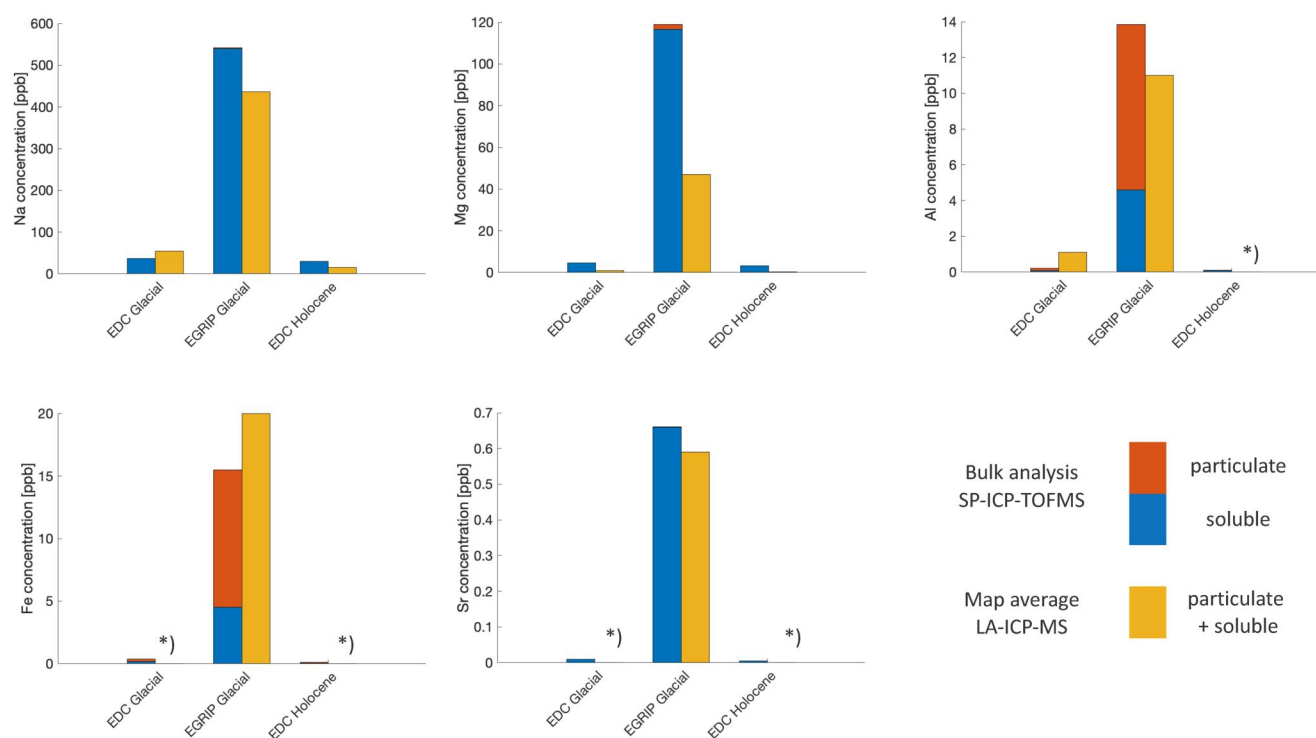 Na concentration [ppb]
600
500
400
300
200
100
0
EDC Glacial
EGRIP Glacial
EDC Holocene
Mg concentration [ppb]
120
100
80
60
40
20
0
EDC Glacial
EGRIP Glacial
EDC Holocene
Al concentration [ppb]
14
12
10
8
6
4
2
0
*)
EDC Glacial
EGRIP Glacial
EDC Holocene
Fe concentration [ppb]
20
15
10
5
0
*)
*)
EDC Glacial
EGRIP Glacial
EDC Holocene
Sr concentration [ppb]
0.7
0.6
0.5
0.4
0.3
0.2
0.1
0
*)
*)
EDC Glacial
EGRIP Glacial
EDC Holocene
Bulk analysis
SP-ICP-TOFMS
particulate
soluble
Map average
LA-ICP-MS
particulate
+ soluble